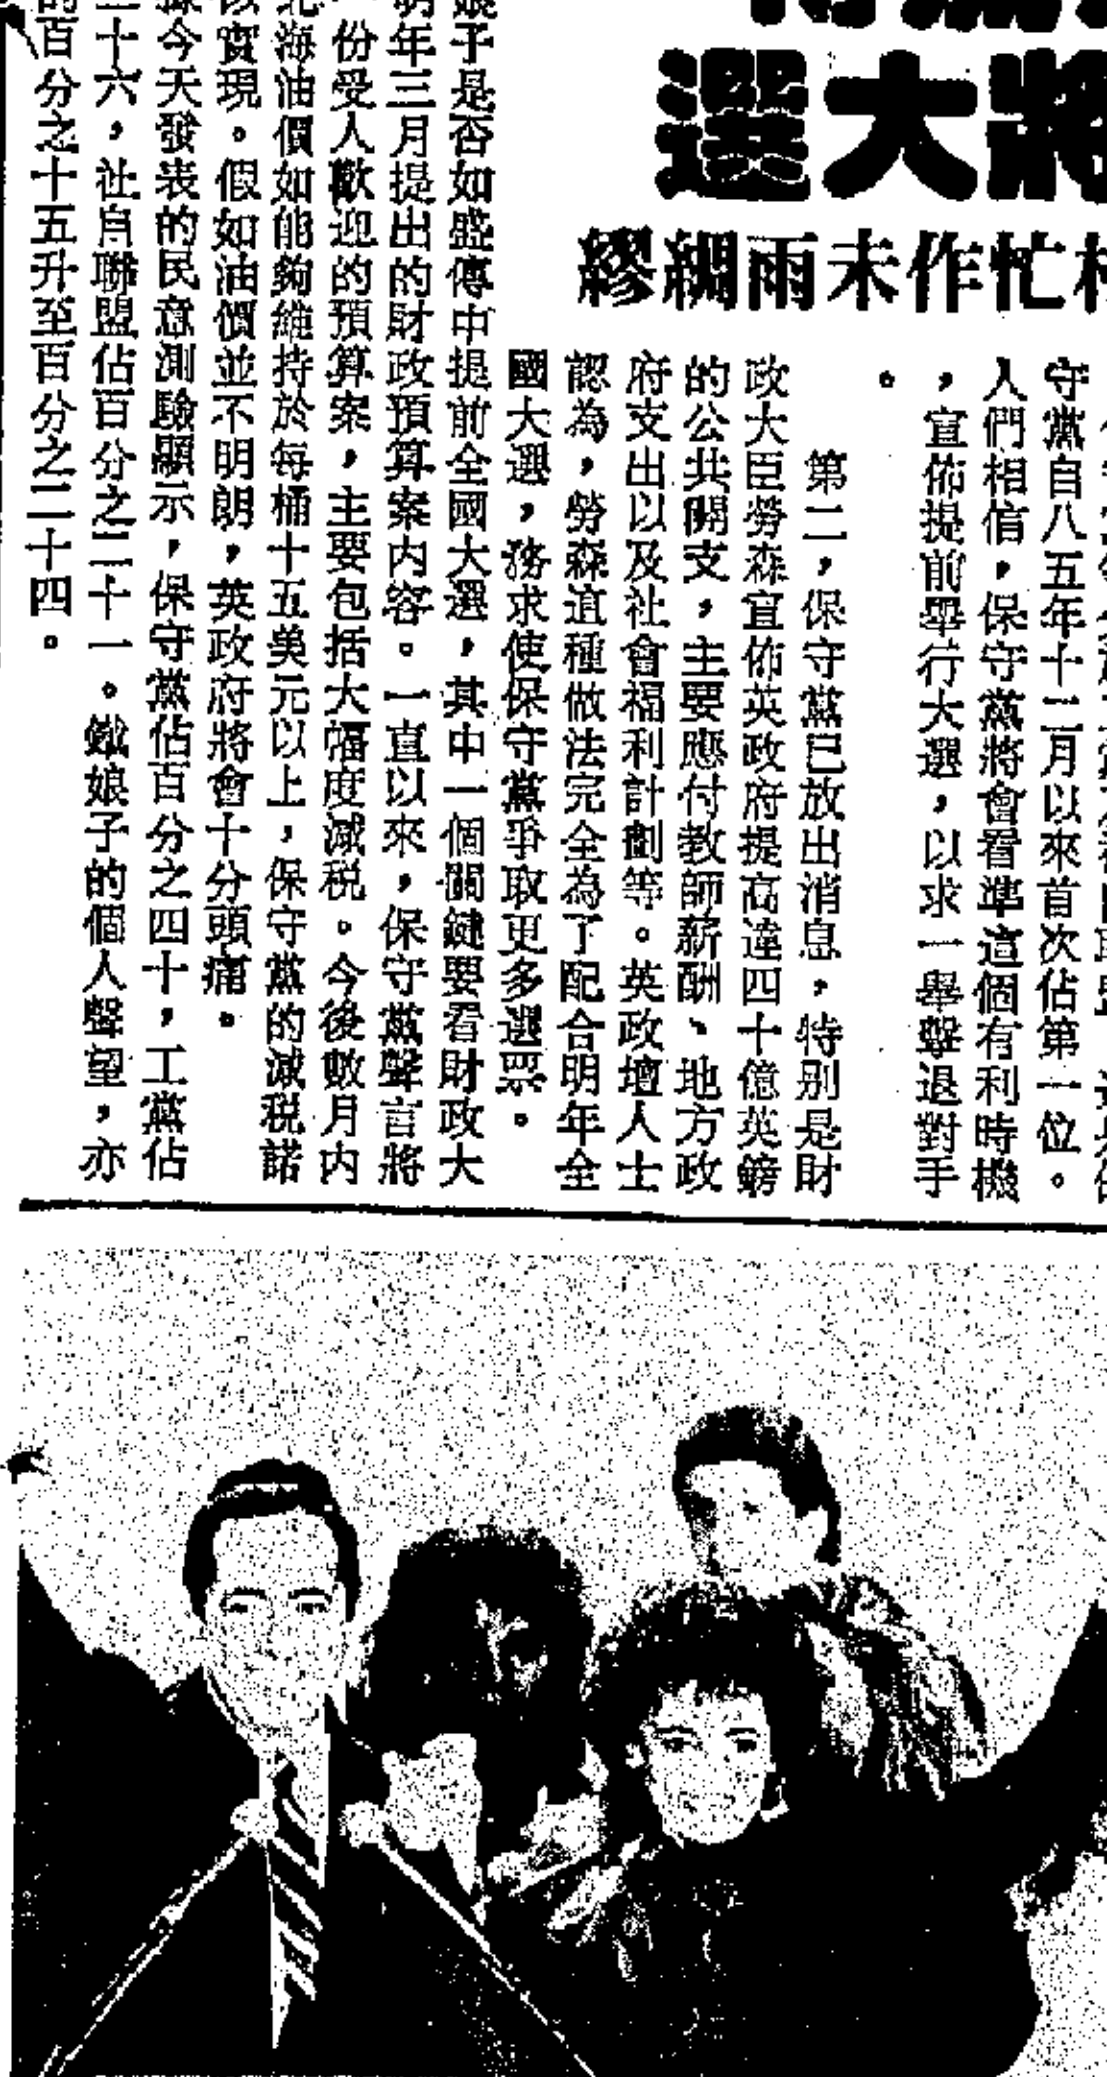 選大將
繆綢雨未作忙
守黨自八五年十二月以來首次佔第一位。
人們相信，保守黨將會看準這個有利時機
，宣佈提前舉行大選，以求一舉擊退對手
。
第二，保守黨已放出消息，特別是財
政大臣勞森宣佈英政府提高達四十億英鎊
的公共開支，主要應付教師薪酬、地方政
府支出以及社會福利計劃等。英政壇人士
認為，勞森這種做法完全為了配合明年全
國大選，務求使保守黨爭取更多選票。
娘子是否如盛傳中提前全國大選，其中一個關鍵要看財政大
明年三月提出的財政預算案内容。一直以來，保守黨聲言將
一份受人歡迎的預算案，主要包括大幅度減税。今後數月内
北海油價如能夠維持於每桶十五美元以上，保守黨的減税諾
以實現。假如油價並不明朗，英政府將會十分頭痛。
據今天發表的民意測驗顯示，保守黨佔百分之四十，工黨佔
三十六，社自聯盟佔百分之二十一。鐵娘子的個人聲望，亦
的百分之十五升至百分之二十四。